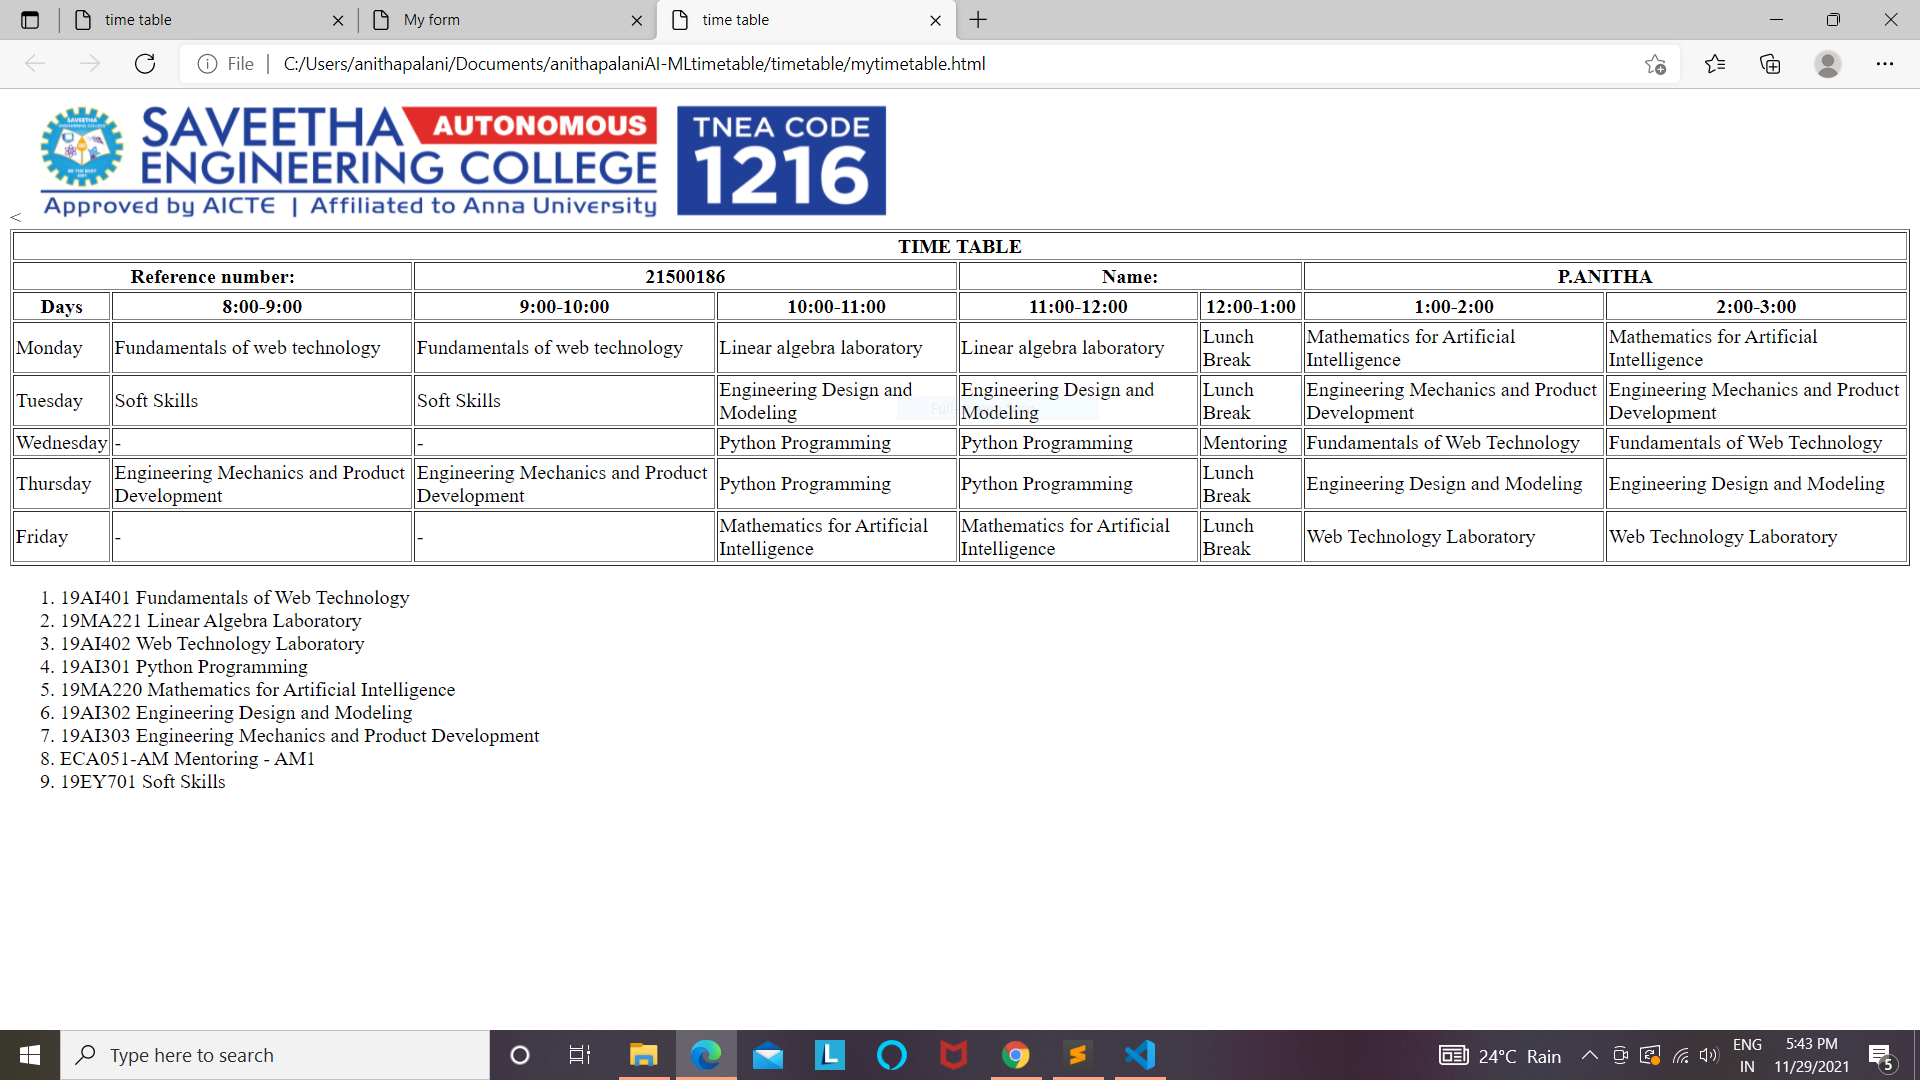 time table
My form
time table
File
C:/Users/anithapalani/Documents/anithapalaniAI-MLtimetable/timetable/mytimetable.html
SAVEETHA AUTONOMOUS
ENGINEERING COLLEGE
Approved by AICTE | Affiliated to Anna University
TNEA CODE
1216
<
TIME TABLE
Reference number: 21500186 Name: P.ANITHA
Days 8:00-9:00 9:00-10:00 10:00-11:00 11:00-12:00 12:00-1:00 1:00-2:00 2:00-3:00
Monday Fundamentals of web technology Fundamentals of web technology Linear algebra laboratory Linear algebra laboratory Lunch Break Mathematics for Artificial Intelligence Mathematics for Artificial Intelligence
Tuesday Soft Skills Soft Skills Engineering Design and Modeling Engineering Design and Modeling Lunch Break Engineering Mechanics and Product Development Engineering Mechanics and Product Development
Wednesday - - Python Programming Python Programming Mentoring Fundamentals of Web Technology Fundamentals of Web Technology
Thursday Engineering Mechanics and Product Development Engineering Mechanics and Product Development Python Programming Python Programming Lunch Break Engineering Design and Modeling Engineering Design and Modeling
Friday - - Mathematics for Artificial Intelligence Mathematics for Artificial Intelligence Lunch Break Web Technology Laboratory Web Technology Laboratory
1. 19AI401 Fundamentals of Web Technology
2. 19MA221 Linear Algebra Laboratory
3. 19AI402 Web Technology Laboratory
4. 19AI301 Python Programming
5. 19MA220 Mathematics for Artificial Intelligence
6. 19AI302 Engineering Design and Modeling
7. 19AI303 Engineering Mechanics and Product Development
8. ECA051-AM Mentoring - AM1
9. 19EY701 Soft Skills
Type here to search
L
24°C Rain
ENG
IN
5:43 PM
11/29/2021
5